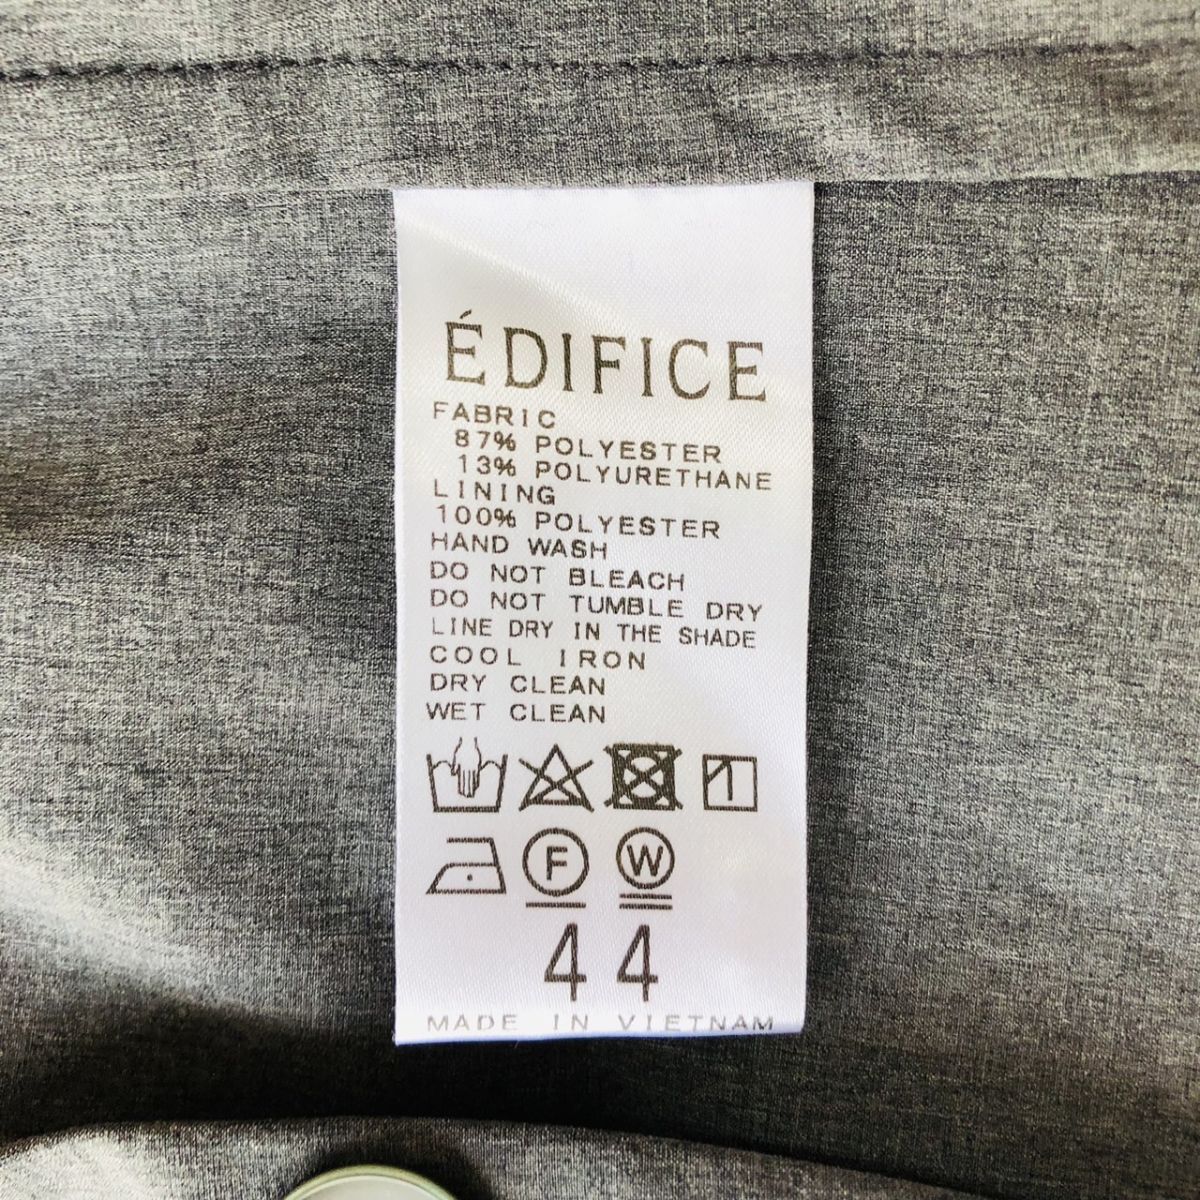 ÉDIFICE
FABRIC
87% POLYESTER
13% POLYURETHANE
LINING
100% POLYESTER
HAND WASH
DO NOT BLEACH
DO NOT TUMBLE DRY
LINE DRY IN THE SHADE
COOL IRON
DRY CLEAN
WET CLEAN
F W
44
MADE IN VIETNAM